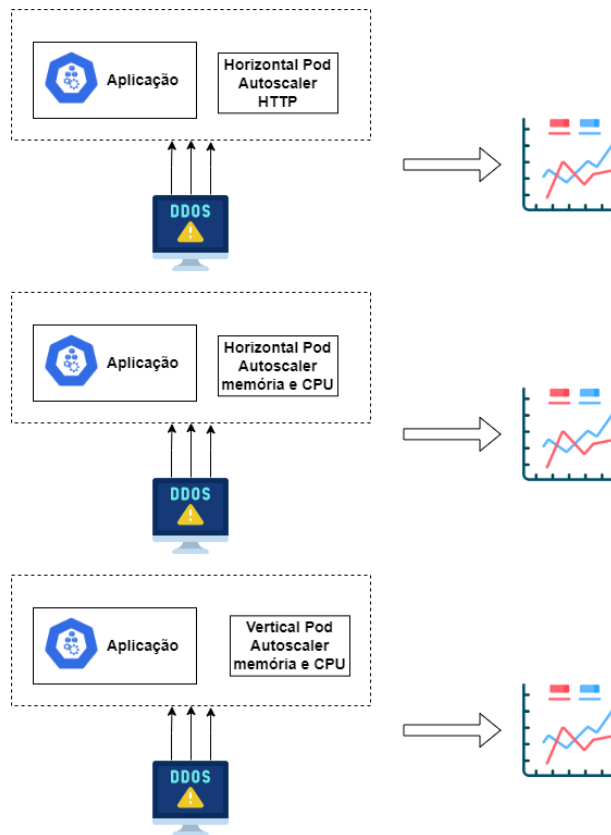 Aplicação
Horizontal Pod
Autoscaler
HTTP
DDOS
Aplicação
Horizontal Pod
Autoscaler
memória e CPU
DDOS
Aplicação
Vertical Pod
Autoscaler
memória e CPU
DDOS